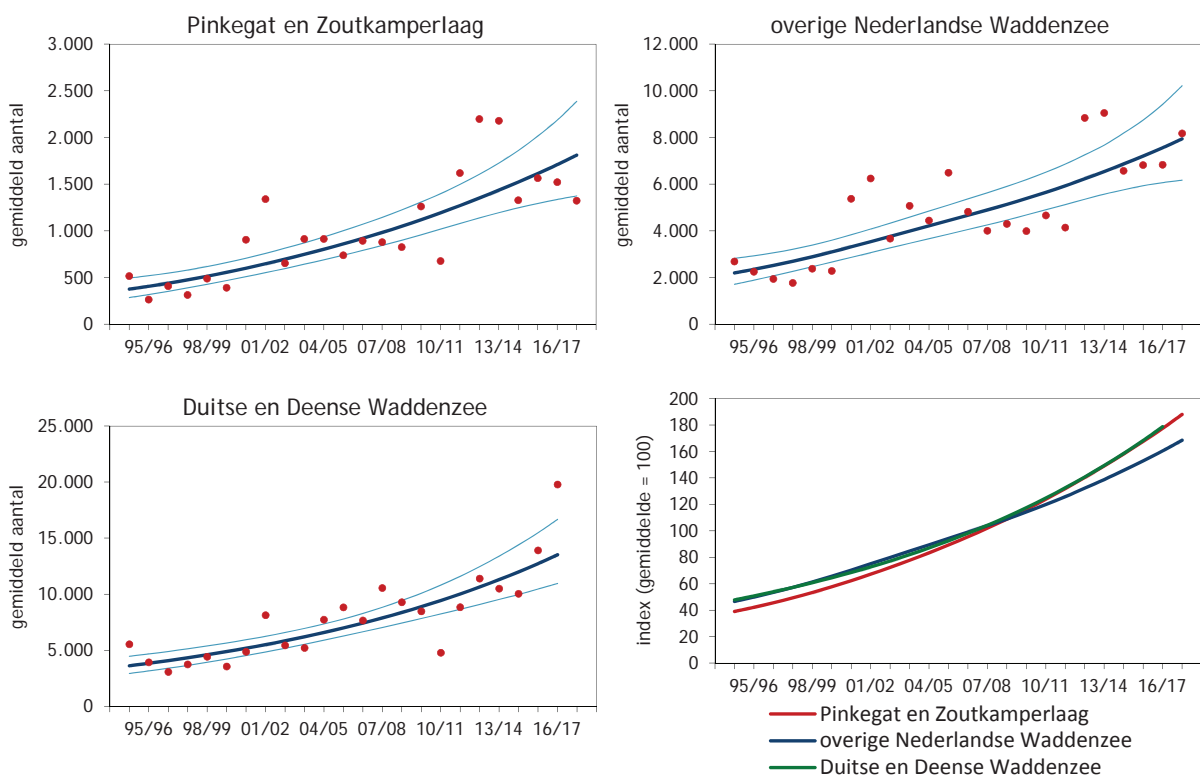 Pinkegat en Zoutkamperlaag
gemiddeld aantal
3.000
2.500
2.000
1.500
1.000
500
0
95/96 98/99 01/02 04/05 07/08 10/11 13/14 16/17
overige Nederlandse Waddenzee
gemiddeld aantal
12.000
10.000
8.000
6.000
4.000
2.000
0
95/96 98/99 01/02 04/05 07/08 10/11 13/14 16/17
Duitse en Deense Waddenzee
gemiddeld aantal
25.000
20.000
15.000
10.000
5.000
0
95/96 98/99 01/02 04/05 07/08 10/11 13/14 16/17
index (gemiddelde = 100)
200
180
160
140
120
100
80
60
40
20
0
95/96 98/99 01/02 04/05 07/08 10/11 13/14 16/17
Pinkegat en Zoutkamperlaag
overige Nederlandse Waddenzee
Duitse en Deense Waddenzee